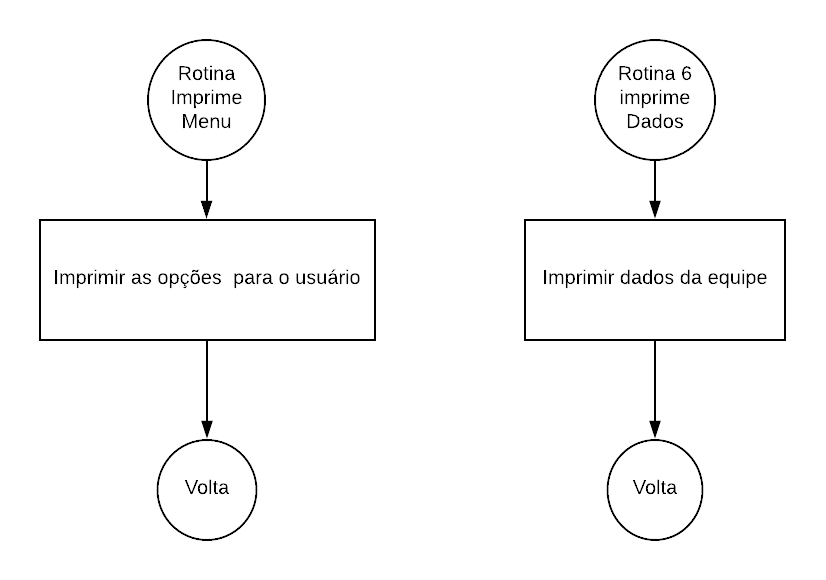 Rotina
Imprime
Menu
Imprimir as opções  para o usuário
Volta
Rotina 6
imprime
Dados
Imprimir dados da equipe
Volta